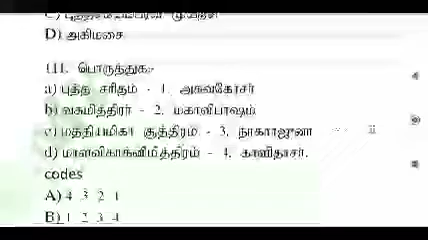 D) அகிம்சை
111. பொருத்துக:-
a) புத்த சரிதம் - 1. அசுவகோசர்
b) வசுமித்திரர் - 2. மகாவிபாஷம்
c) மத்தியமிகா சூத்திரம் - 3. நாகார்ஜுனா
d) மாளவிகாக்னிமித்திரம் - 4. காளிதாசர்.
codes
A) 4 3 2 1
B) 1 2 3 4